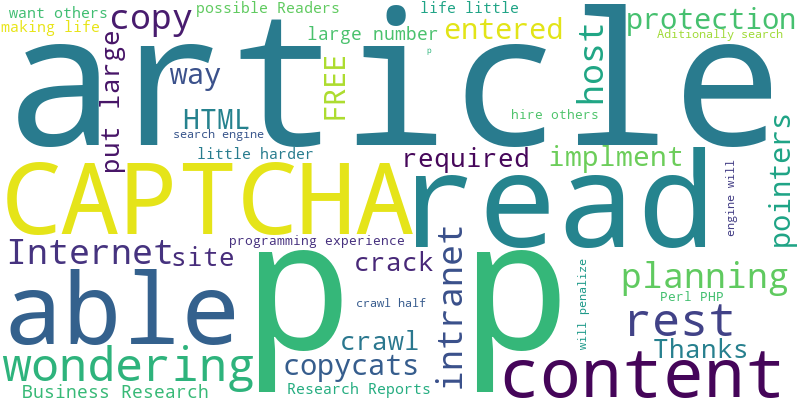 want others
copy
possible Readers
life little
protection
making life
large number
entered
Aditionally search
article
put large
way
FREE
host
p
HTML
search engine
hire others
little harder
required
implment
pointers
CAPTCHA
read
engine will
Internet
site
programming experience
crack
intranet
planning
able
p p
crawl half
will penalize
Perl PHP
rest
crawl
Thanks
wondering
copycats
content
Business Research
Research Reports